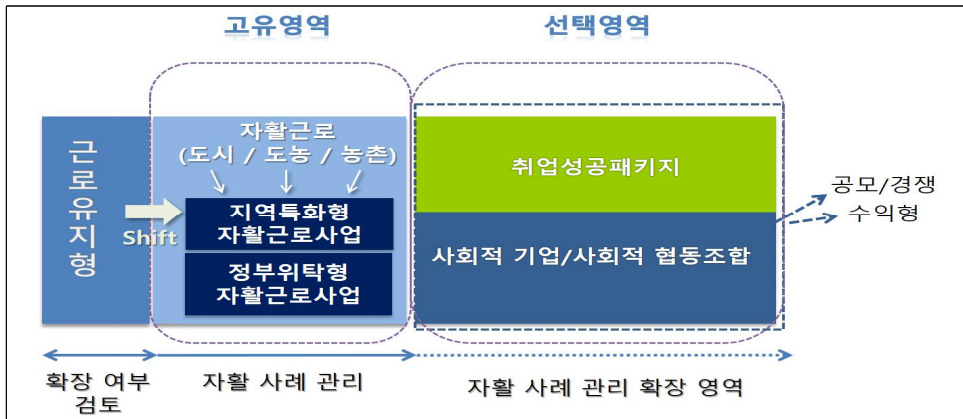 고유영역
선택영역
근로유지형
Shift
자활근로
(도시 / 도농 / 농촌)
지역특화형
자활근로사업
정부위탁형
자활근로사업
취업성공패키지
사회적 기업/사회적 협동조합
공모/경쟁
수익형
확장 여부
검토
자활 사례 관리
자활 사례 관리 확장 영역